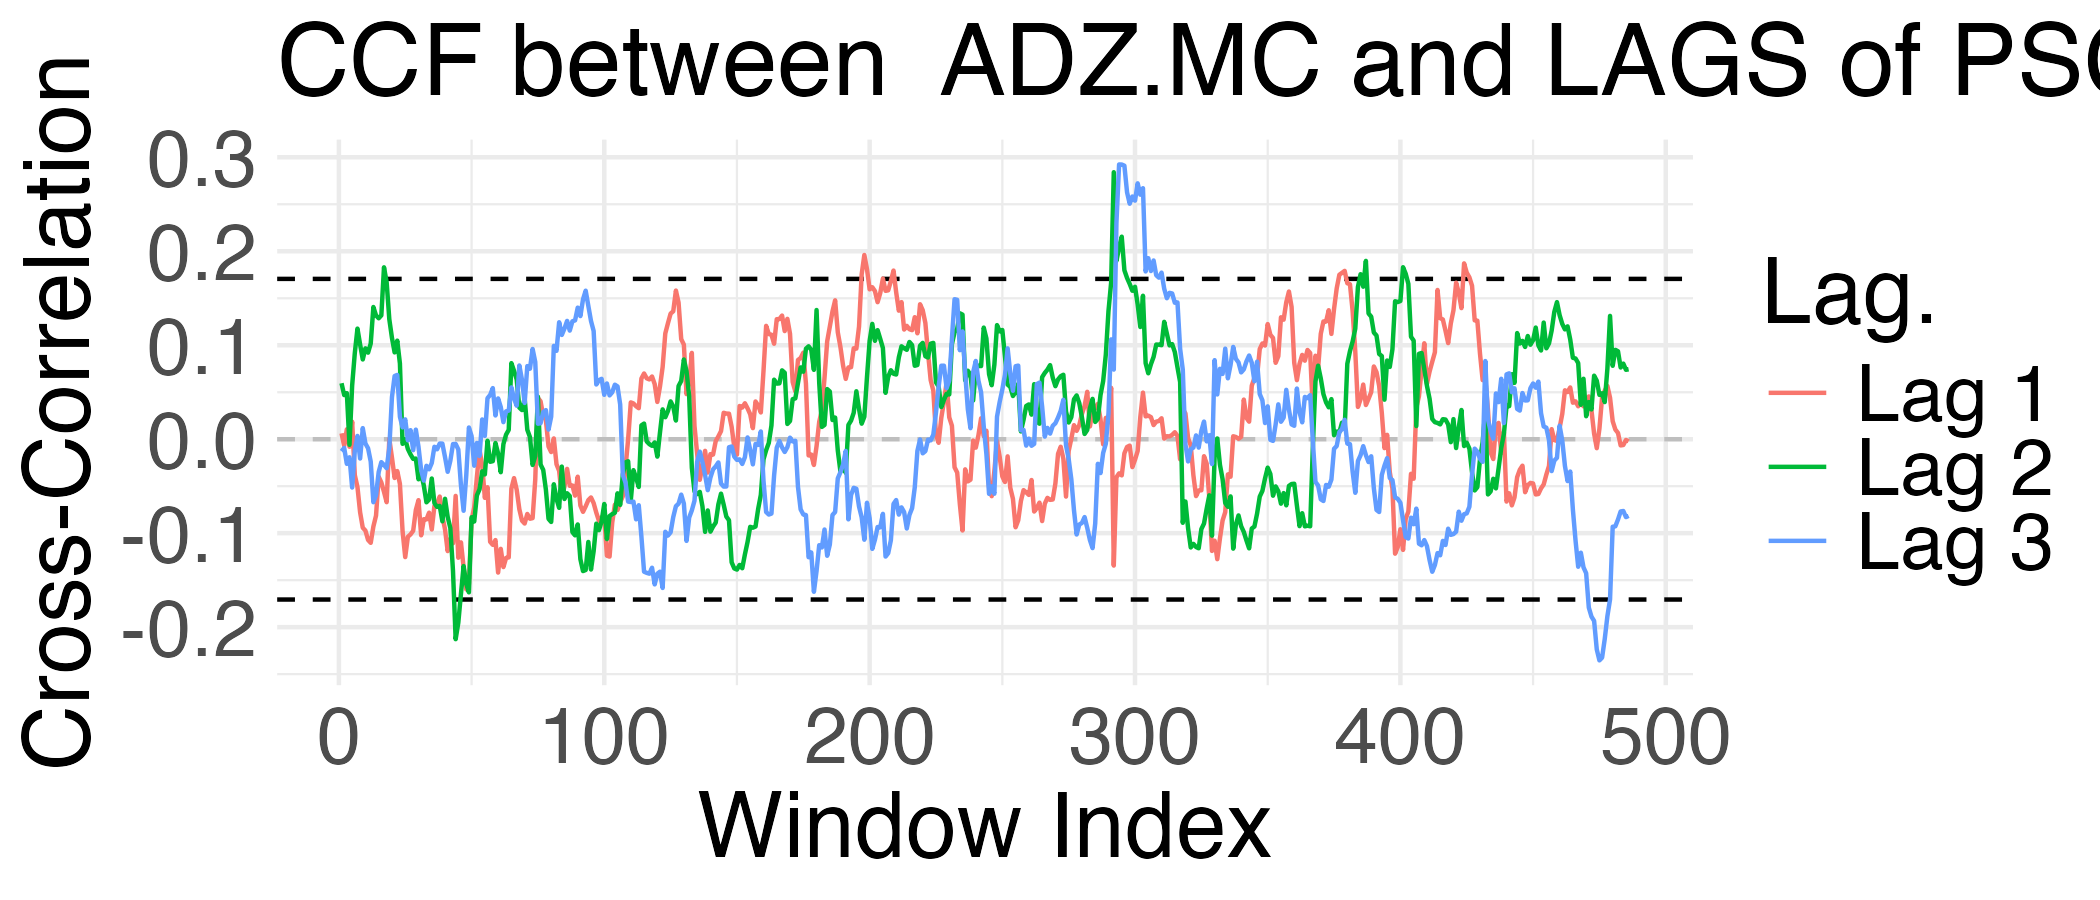 CCF between  ADZ.MC and LAGS of PS
Cross-Correlation
0.3
0.2
0.1
0.0
-0.1
-0.2
0
100
200
300
400
500
Window Index
Lag.
Lag 1
Lag 2
Lag 3